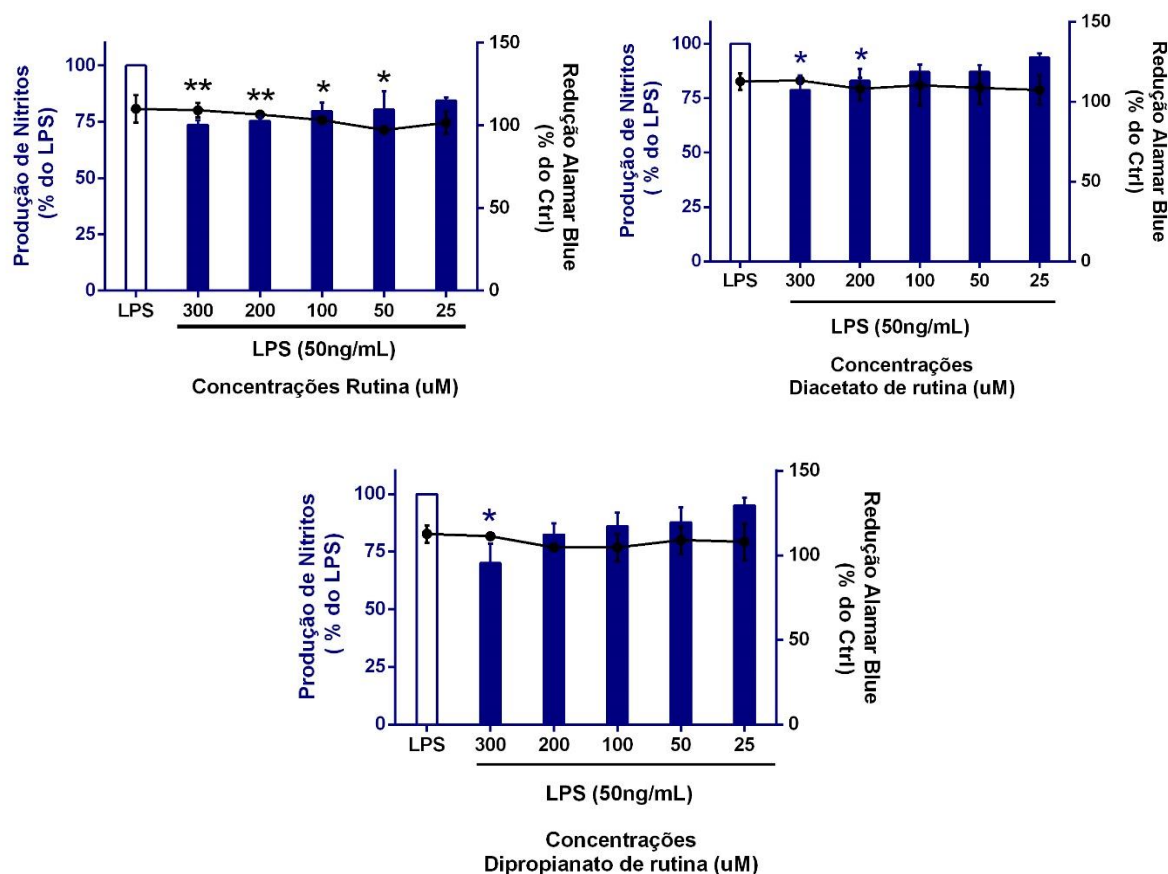 Produção de Nitritos
(% do LPS)
100
75
50
25
0
** ** * *
150
100
50
0
Redução Alamar Blue
(% do Ctrl)
LPS 300 200 100 50 25
LPS (50ng/mL)
Concentrações Rutina (uM)
Produção de Nitritos
( % do LPS)
100
75
50
25
0
* *
150
100
50
0
Redução Alamar Blue
(% do Ctrl)
LPS 300 200 100 50 25
LPS (50ng/mL)
Concentrações
Diacetato de rutina (uM)
Produção de Nitritos
( % do LPS)
100
75
50
25
0
*
150
100
50
0
Redução Alamar Blue
(% do Ctrl)
LPS 300 200 100 50 25
LPS (50ng/mL)
Concentrações
Dipropianato de rutina (uM)